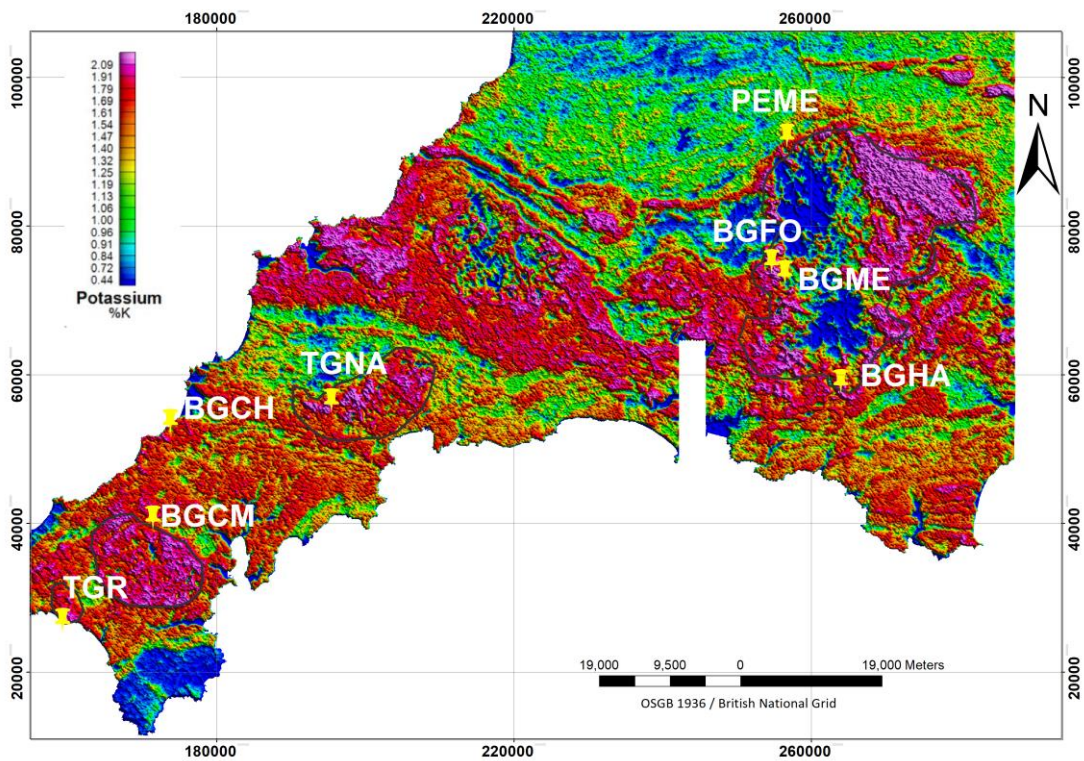 180000 220000 260000
2.09
1.91
1.79
1.69
1.61
1.54
1.47
1.40
1.32
1.25
1.19
1.13
1.06
1.00
0.96
0.91
0.84
0.72
0.44
Potassium
%K
100000
80000
60000
40000
20000
100000
80000
60000
40000
20000
N
PEME
BGFO
BGME
TGNA
BGHA
BGCH
BGCM
TGR
19,000 9,500 0 19,000 Meters
OSGB 1936 / British National Grid
180000 220000 260000